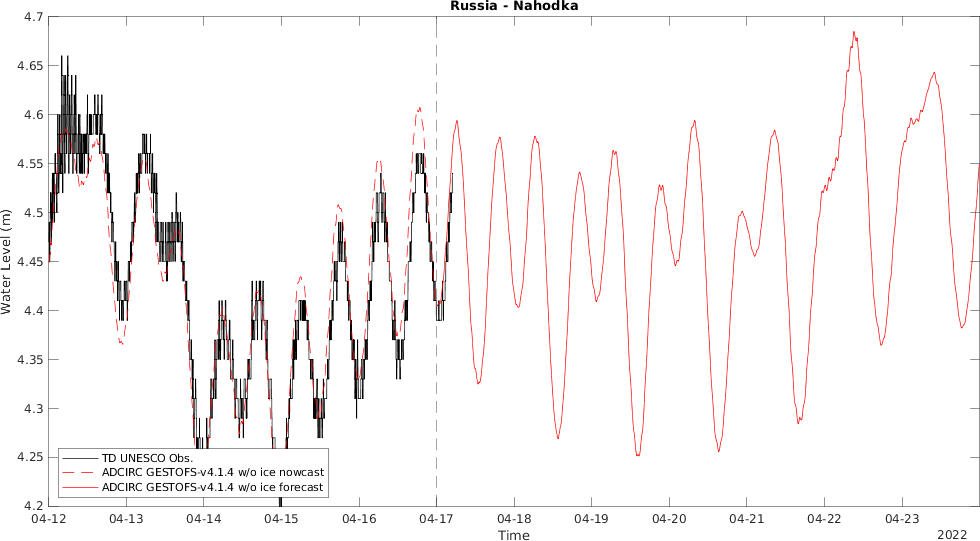 Russia - Nahodka
4.7
4.65
4.6
4.55
4.5
4.45
4.4
4.35
4.3
4.25
4.2
Water Level (m)
TD UNESCO Obs.
ADCIRC GESTOFS-v4.1.4 w/o ice nowcast
ADCIRC GESTOFS-v4.1.4 w/o ice forecast
04-12 04-13 04-14 04-15 04-16 04-17 04-18 04-19 04-20 04-21 04-22 04-23
Time
2022